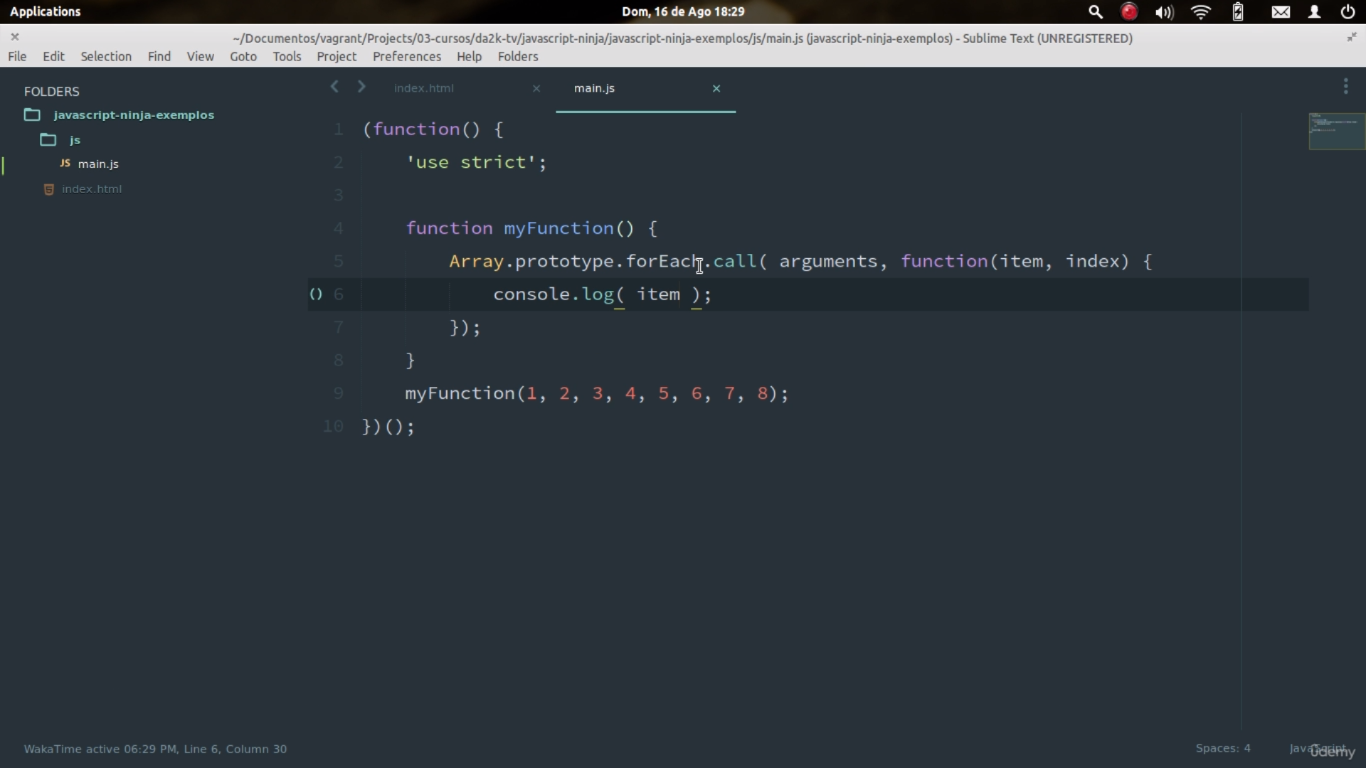 Applications
Dom, 16 de Ago 18:29
~/Documentos/vagrant/Projects/03-cursos/da2k-tv/javascript-ninja/javascript-ninja-exemplos/js/main.js (javascript-ninja-exemplos) - Sublime Text (UNREGISTERED)
File Edit Selection Find View Goto Tools Project Preferences Help Folders
FOLDERS
javascript-ninja-exemplos
js
JS main.js
index.html
index.html × main.js ×
1 (function() {
2 'use strict';
3
4 function myFunction() {
5 Array.prototype.forEach.call( arguments, function(item, index) {
() 6 console.log( item );
7 });
8 }
9 myFunction(1, 2, 3, 4, 5, 6, 7, 8);
10 })();
WakaTime active 06:29 PM, Line 6, Column 30
Spaces: 4
JavaScript
ûdemy